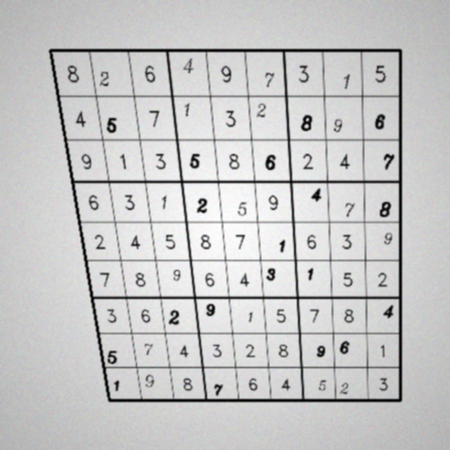 8 2 6 4 9 7 3 1 5
4 5 7 1 3 2 8 9 6
9 1 3 5 8 6 2 4 7
6 3 1 2 5 9 4 7 8
2 4 5 8 7 1 6 3 9
7 8 9 6 4 3 1 5 2
3 6 2 9 1 5 7 8 4
5 7 4 3 2 8 9 6 1
1 9 8 7 6 4 5 2 3